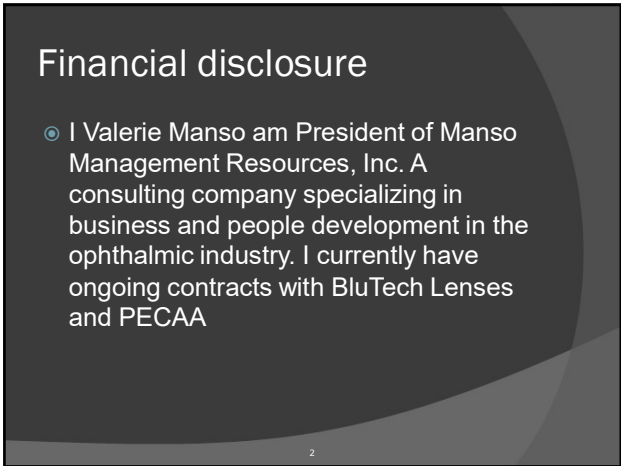 Financial disclosure
I Valerie Manso am President of Manso
Management Resources, Inc. A
consulting company specializing in
business and people development in the
ophthalmic industry. I currently have
ongoing contracts with BluTech Lenses
and PECAA
2